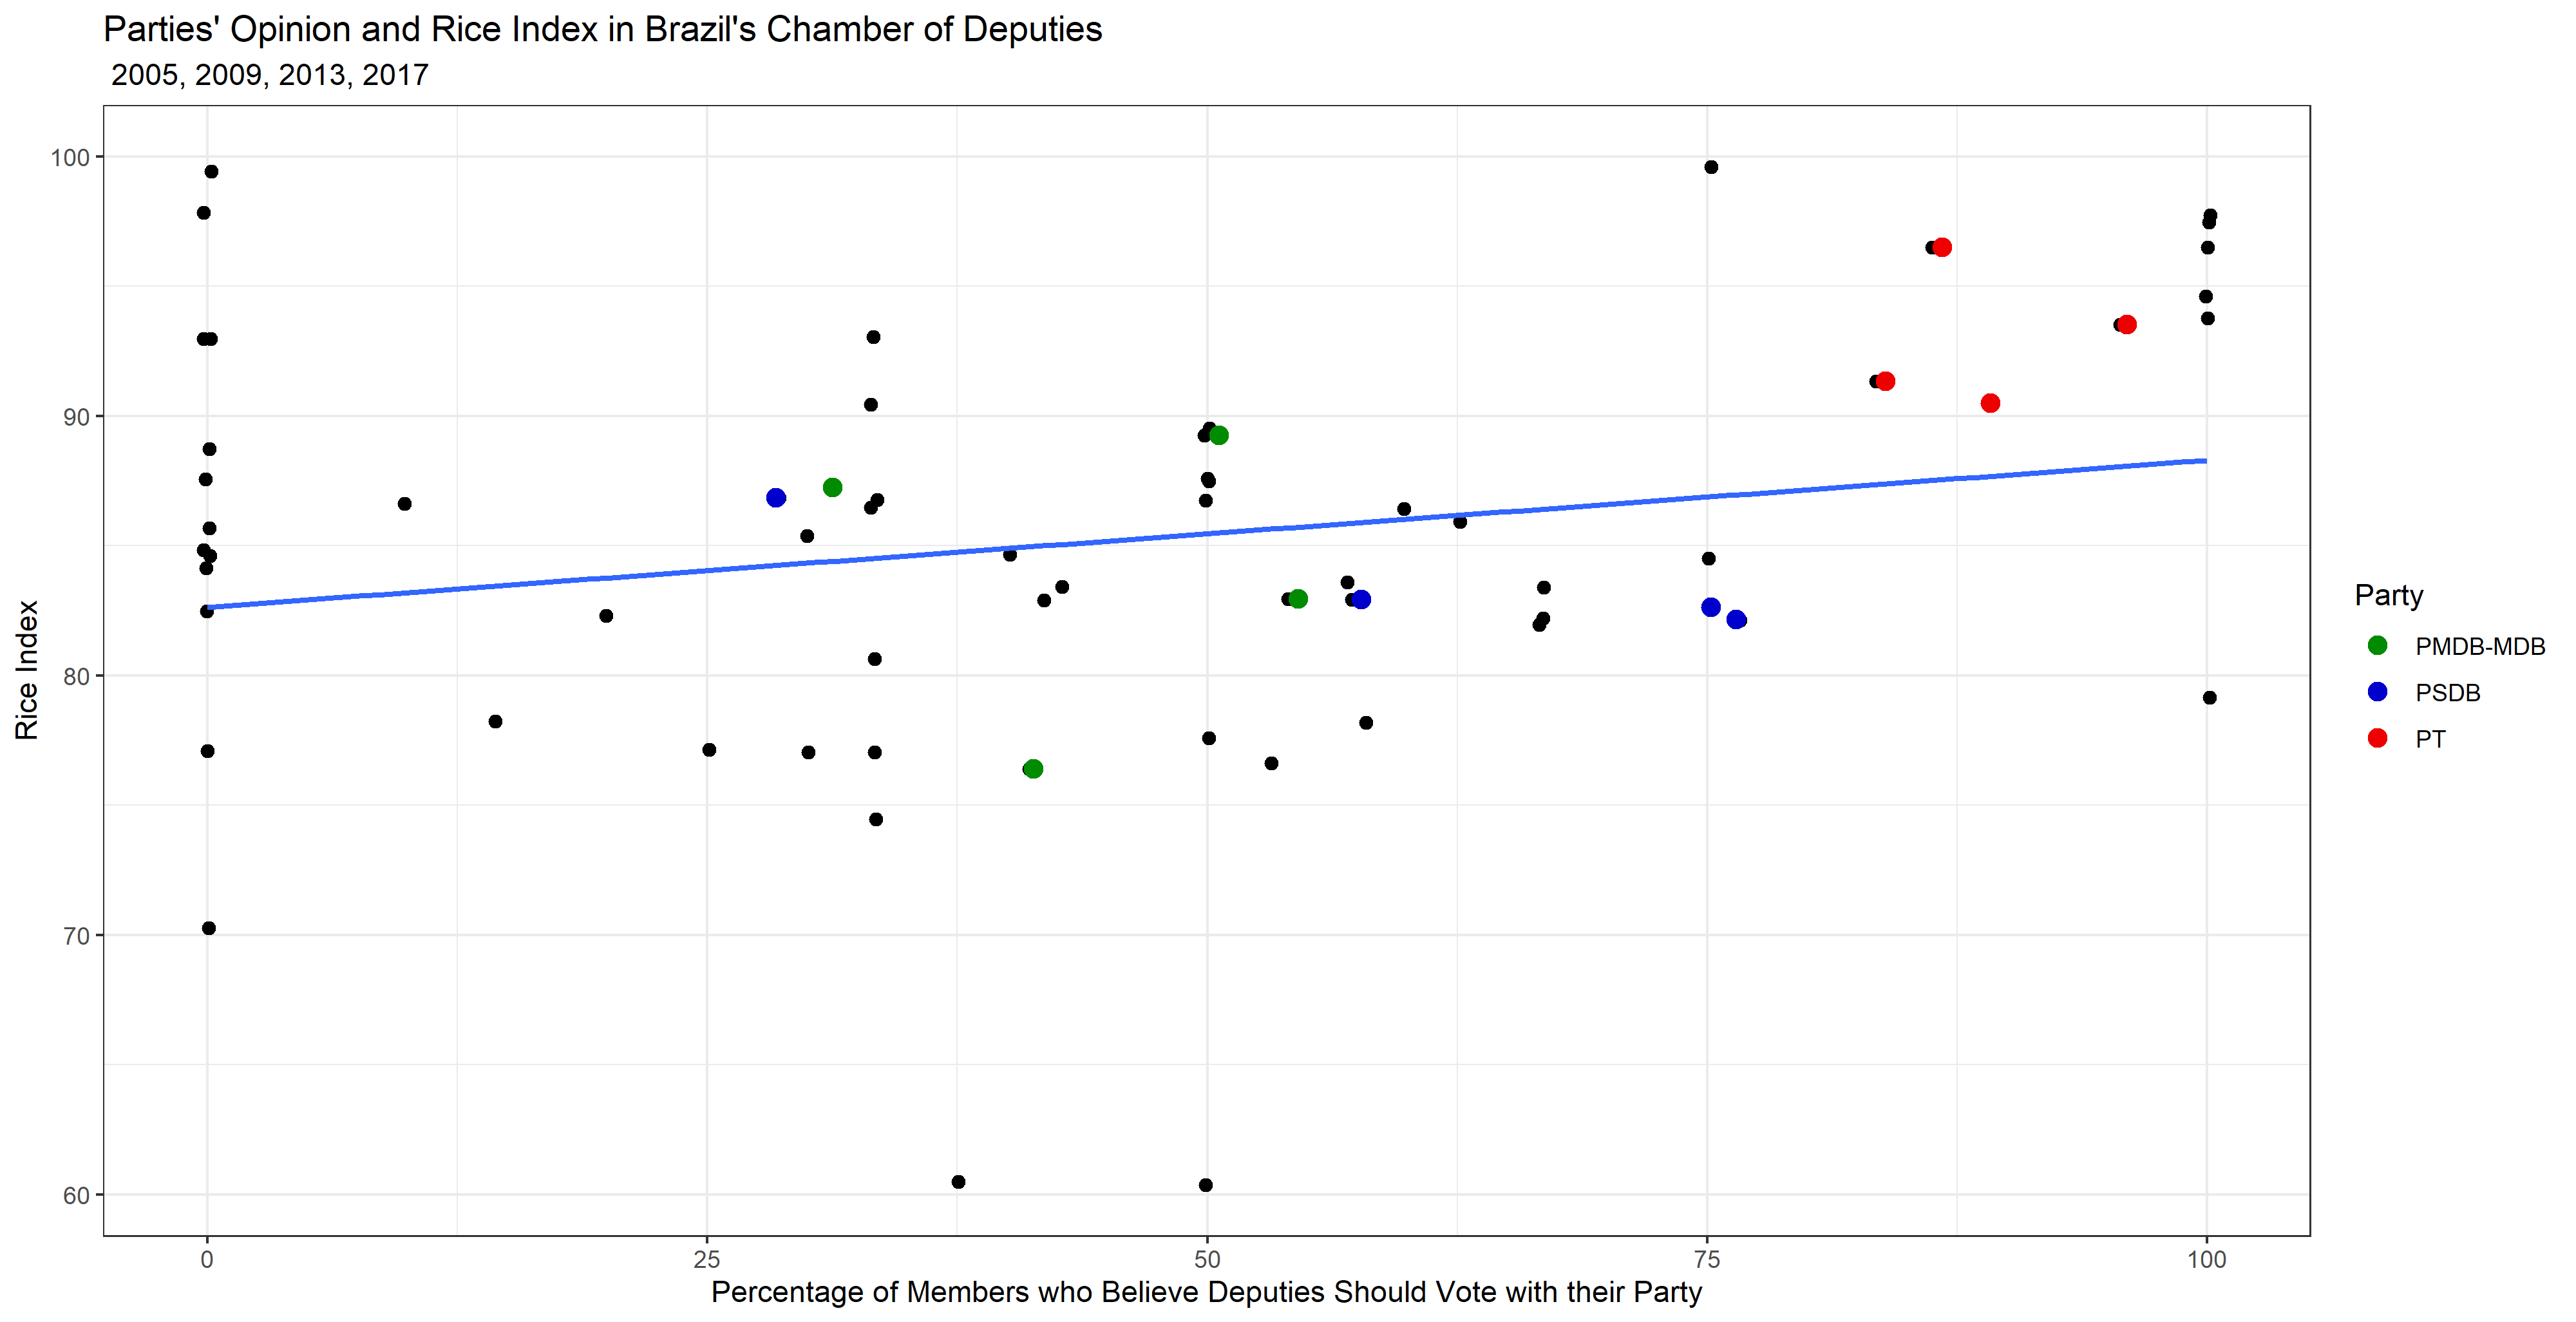 Parties' Opinion and Rice Index in Brazil's Chamber of Deputies
2005, 2009, 2013, 2017
100
90
80
70
60
Rice Index
0 25 50 75 100
Percentage of Members who Believe Deputies Should Vote with their Party
Party
PMDB-MDB
PSDB
PT